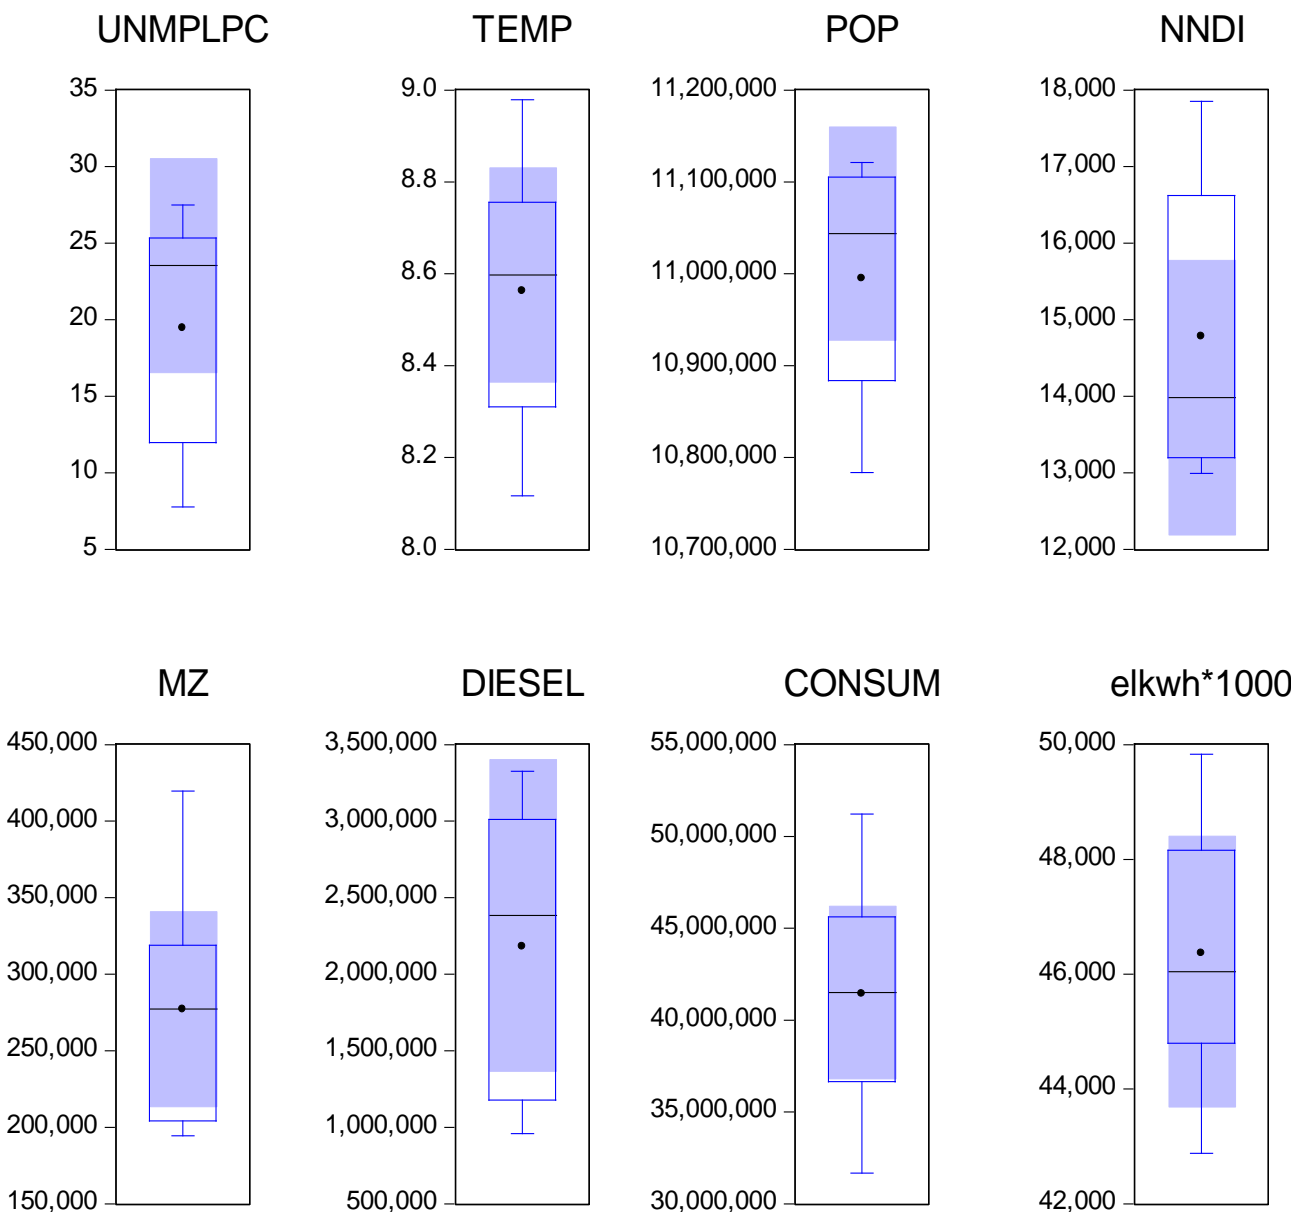 UNMPLPC TEMP POP NNDI
35 9.0 11,200,000 18,000
30 8.8 11,100,000 17,000
25 8.6 11,000,000 16,000
20 8.4 10,900,000 15,000
15 8.2 10,800,000 14,000
10 8.0 10,700,000 13,000
5 12,000
MZ DIESEL CONSUM elkwh*1000
450,000 3,500,000 55,000,000 50,000
400,000 3,000,000 50,000,000 48,000
350,000 2,500,000 45,000,000 46,000
300,000 2,000,000 40,000,000 44,000
250,000 1,500,000 35,000,000 42,000
200,000 1,000,000 30,000,000
150,000 500,000